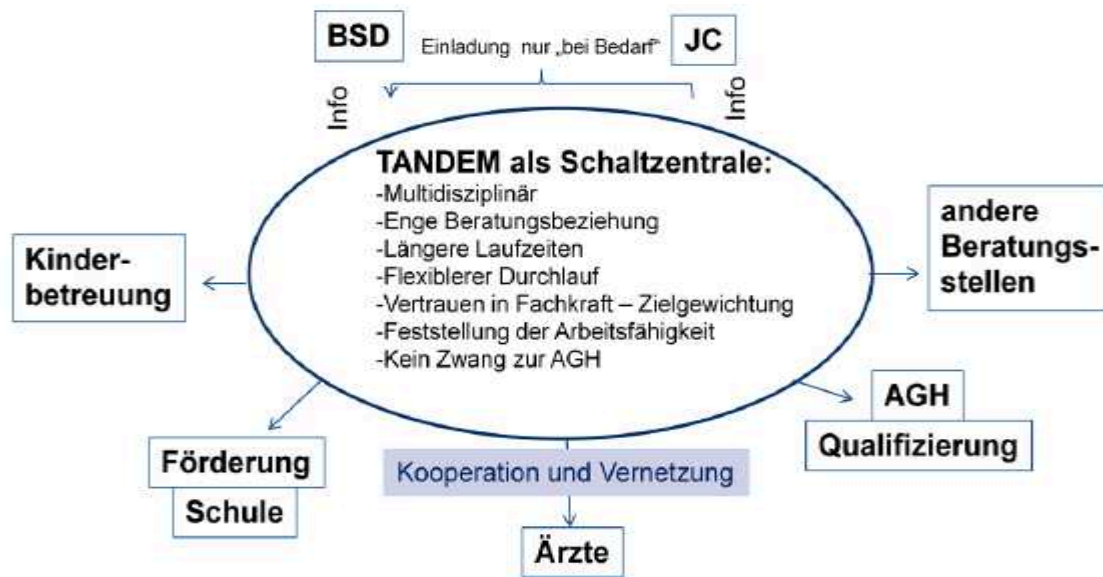 BSD
Einladung nur „bei Bedarf“
JC
Info
Info
TANDEM als Schaltzentrale:
-Multidisziplinär
-Enge Beratungsbeziehung
-Längere Laufzeiten
-Flexiblerer Durchlauf
-Vertrauen in Fachkraft – Zielgewichtung
-Feststellung der Arbeitsfähigkeit
-Kein Zwang zur AGH
Kinder-
betreuung
andere
Beratungs-
stellen
AGH
Qualifizierung
Förderung
Schule
Kooperation und Vernetzung
Ärzte